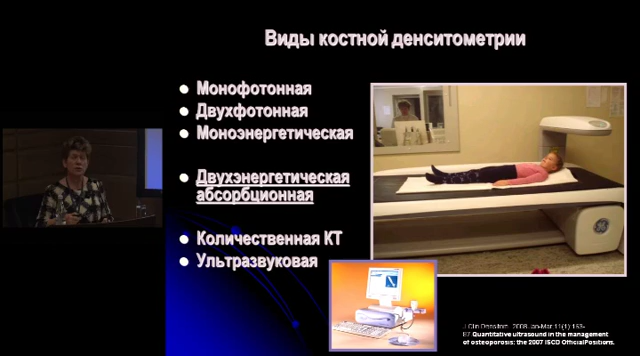 Виды костной денситометрии
Монофотонная
Двухфотонная
Моноэнергетическая
Двухэнергетическая
абсорбционная
Количественная КТ
Ультразвуковая
J Clin Densitom. 2008 Jan-Mar;11(1):163-
87 Quantitative ultrasound in the management
of osteoporosis: the 2007 ISCD Official Positions.